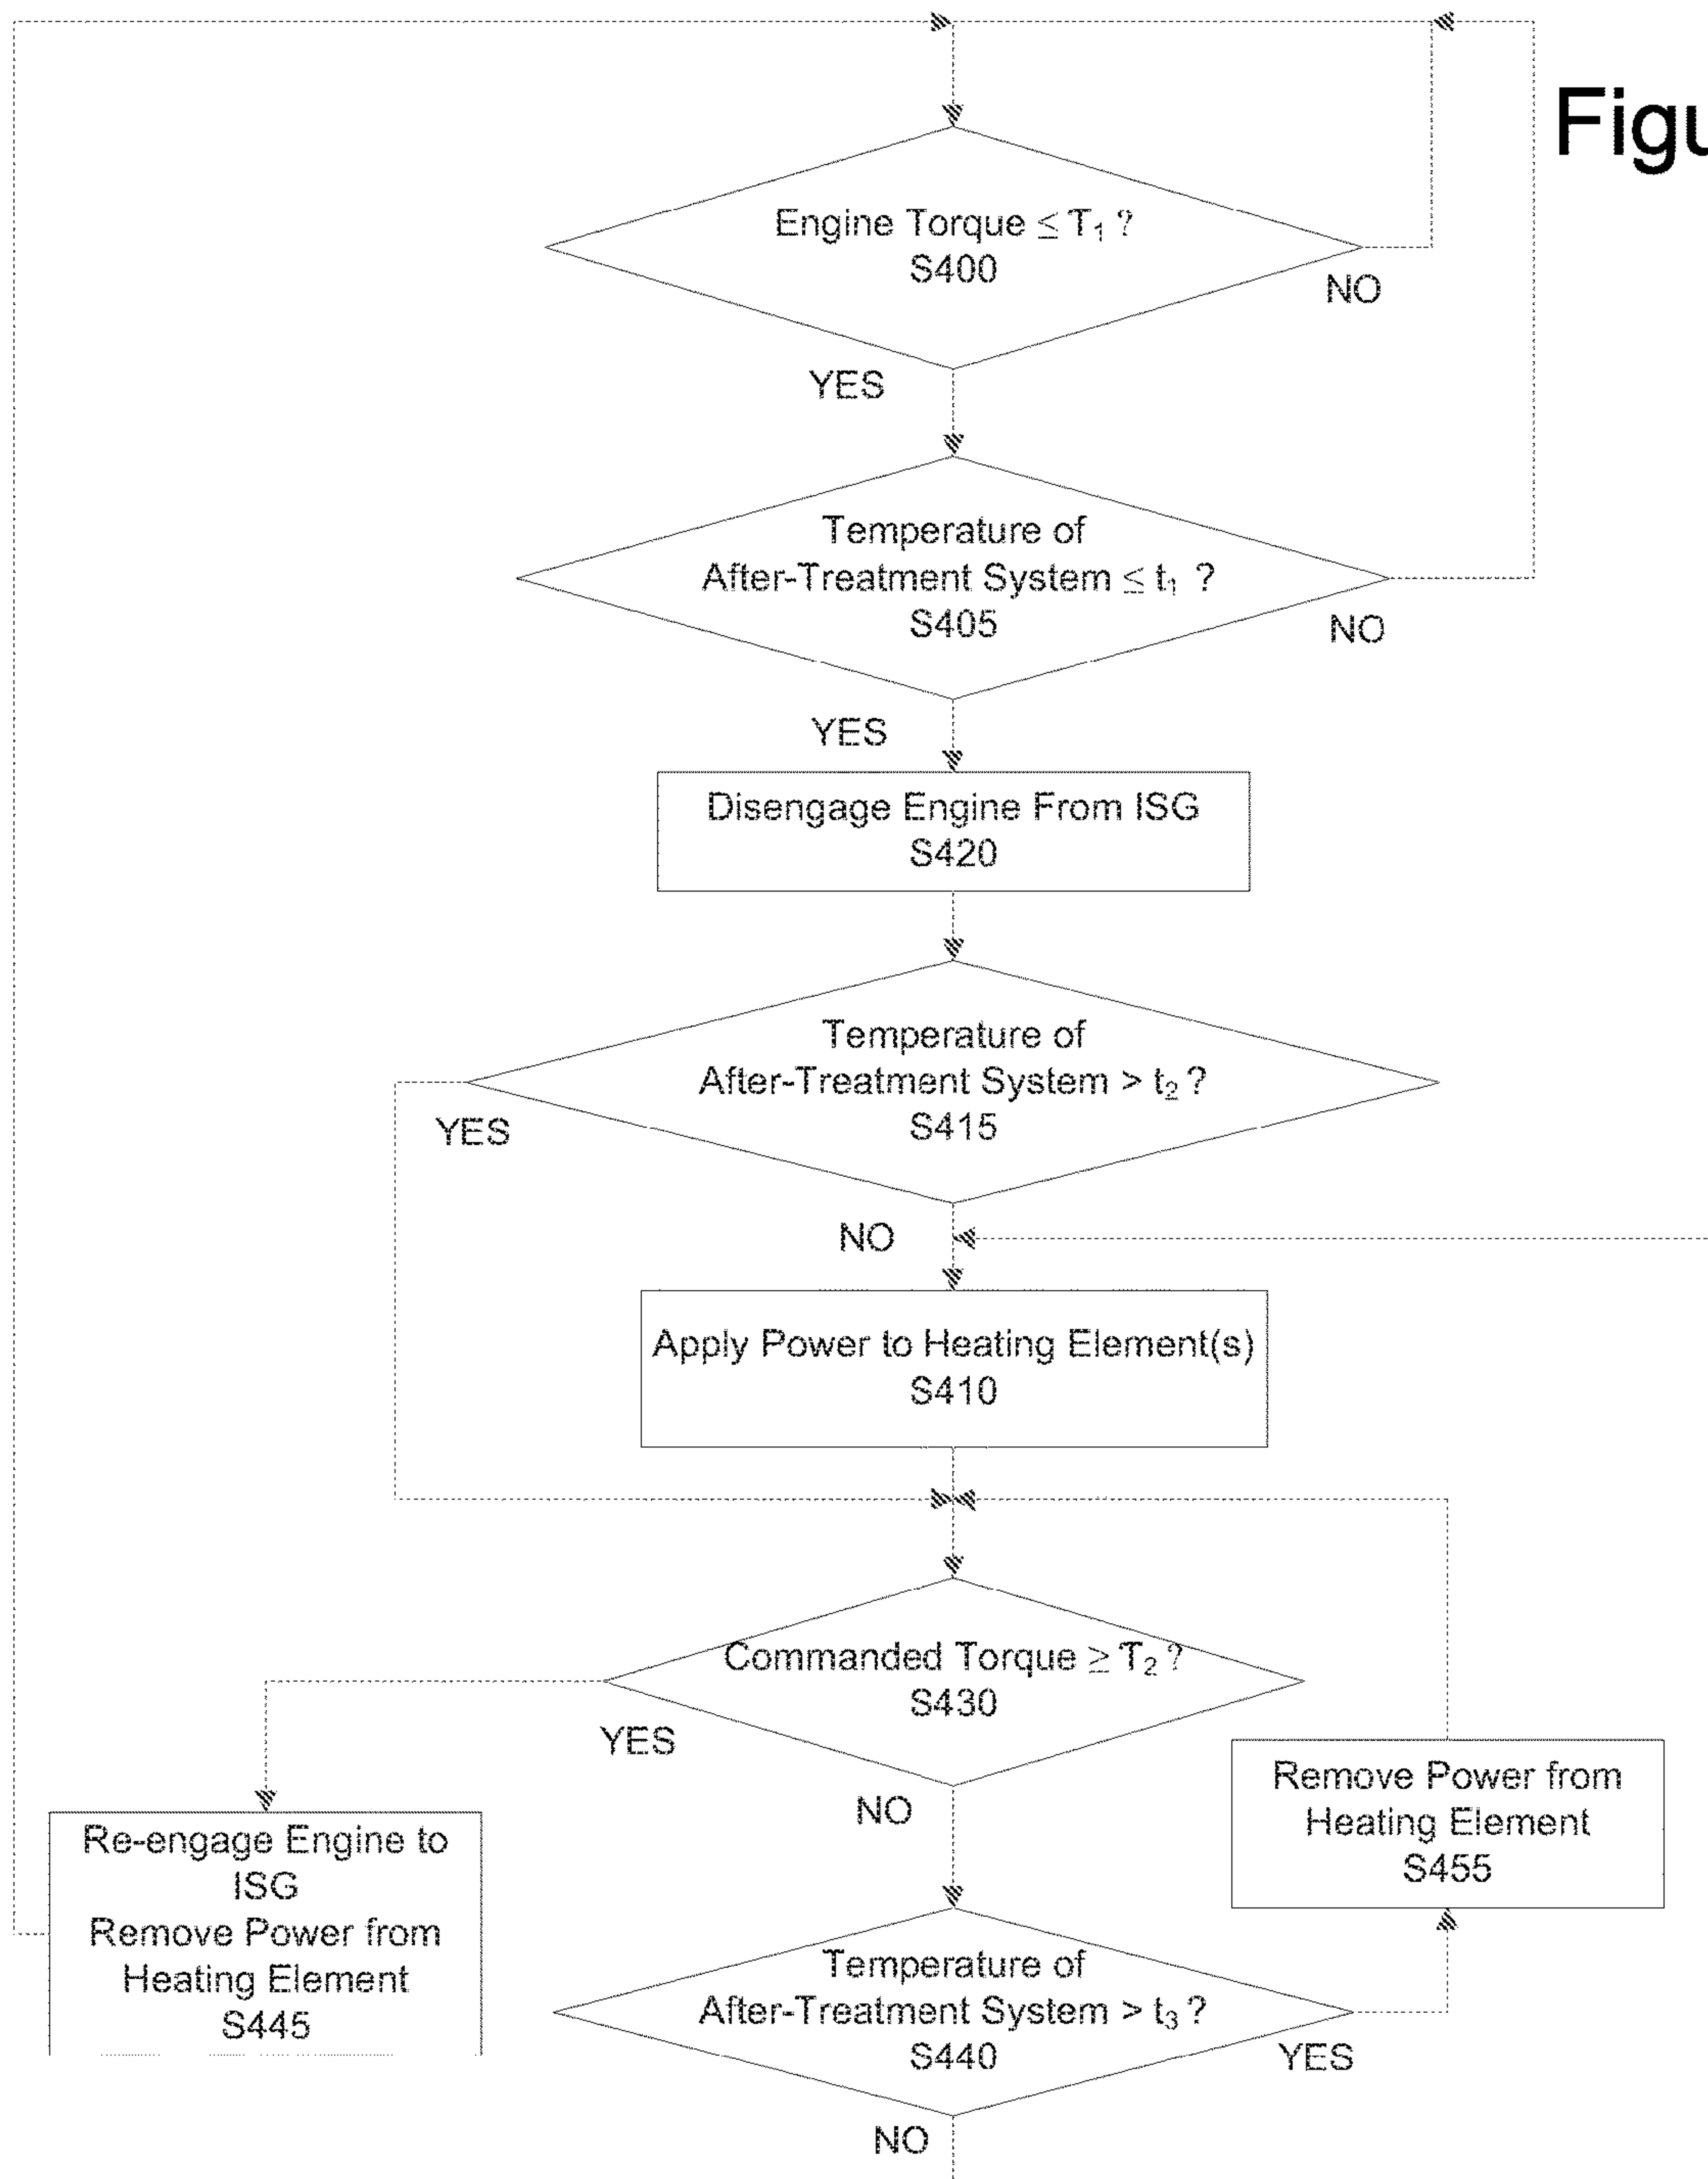 Figu
Engine Torque ≤ T₁ ?
S400
NO
YES
Temperature of
After-Treatment System ≤ t₁ ?
S405
NO
YES
Disengage Engine From ISG
S420
Temperature of
After-Treatment System > t₂ ?
S415
YES
NO
Apply Power to Heating Element(s)
S410
Commanded Torque ≥ T₂ ?
S430
YES
NO
Remove Power from
Heating Element
S455
Re-engage Engine to
ISG
Remove Power from
Heating Element
S445
Temperature of
After-Treatment System > t₃ ?
S440
YES
NO